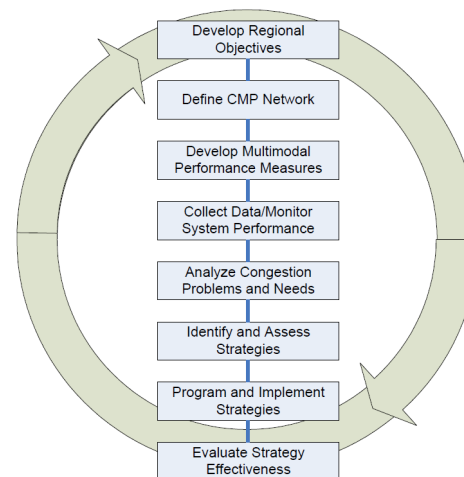 Develop Regional
Objectives
Define CMP Network
Develop Multimodal
Performance Measures
Collect Data/Monitor
System Performance
Analyze Congestion
Problems and Needs
Identify and Assess
Strategies
Program and Implement
Strategies
Evaluate Strategy
Effectiveness